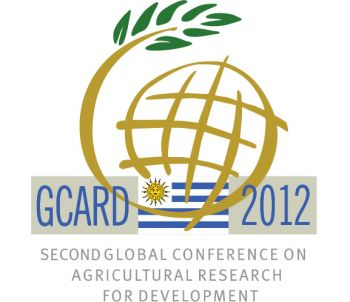 GCARD 2012
SECOND GLOBAL CONFERENCE ON
AGRICULTURAL RESEARCH
FOR DEVELOPMENT